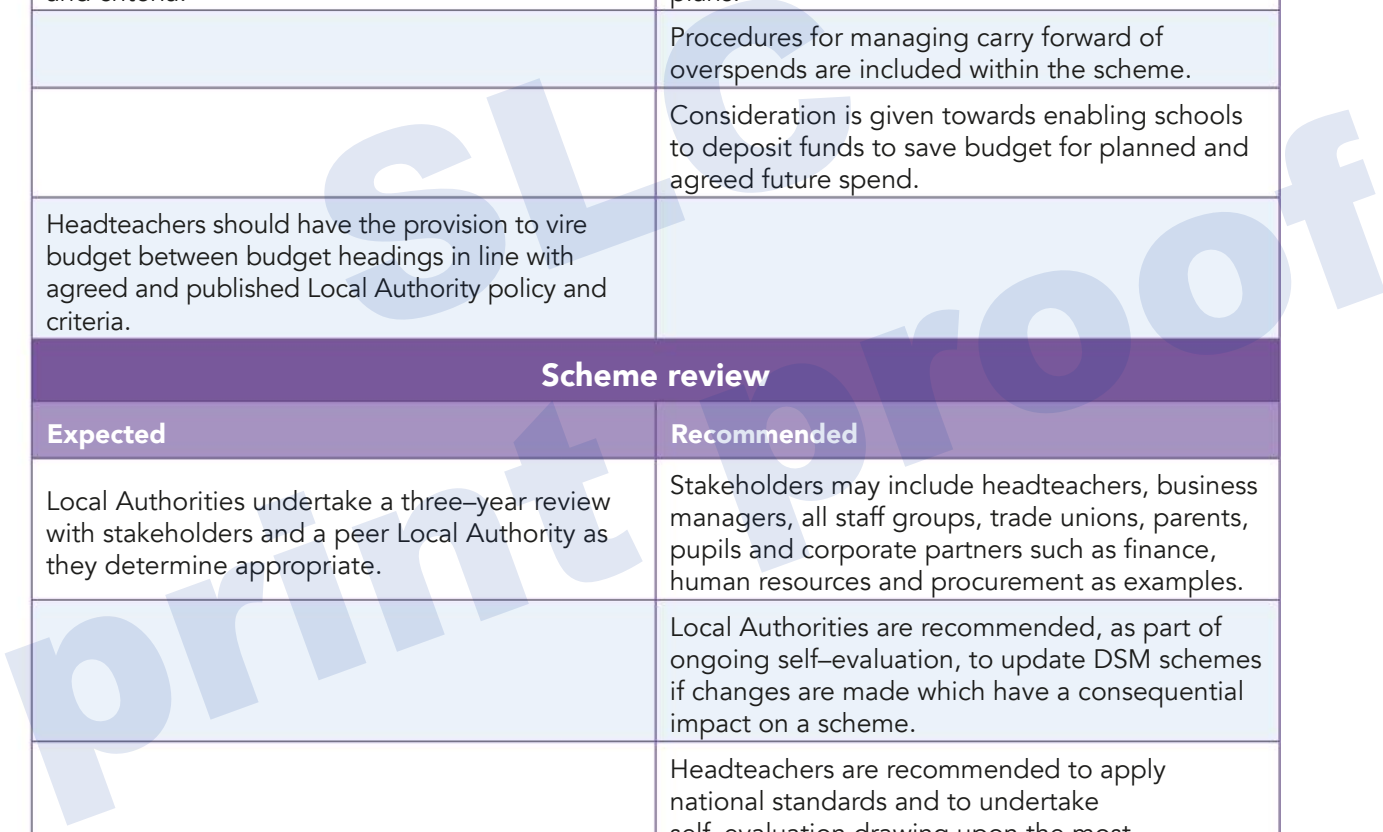 and criteria.
plans.
Procedures for managing carry forward of
overspends are included within the scheme.
Consideration is given towards enabling schools
to deposit funds to save budget for planned and
agreed future spend.
Headteachers should have the provision to vire
budget between budget headings in line with
agreed and published Local Authority policy and
criteria.
Scheme review
Expected
Recommended
Local Authorities undertake a three–year review
with stakeholders and a peer Local Authority as
they determine appropriate.
Stakeholders may include headteachers, business
managers, all staff groups, trade unions, parents,
pupils and corporate partners such as finance,
human resources and procurement as examples.
Local Authorities are recommended, as part of
ongoing self–evaluation, to update DSM schemes
if changes are made which have a consequential
impact on a scheme.
Headteachers are recommended to apply
national standards and to undertake
self–evaluation drawing upon the most
SLC
print proof